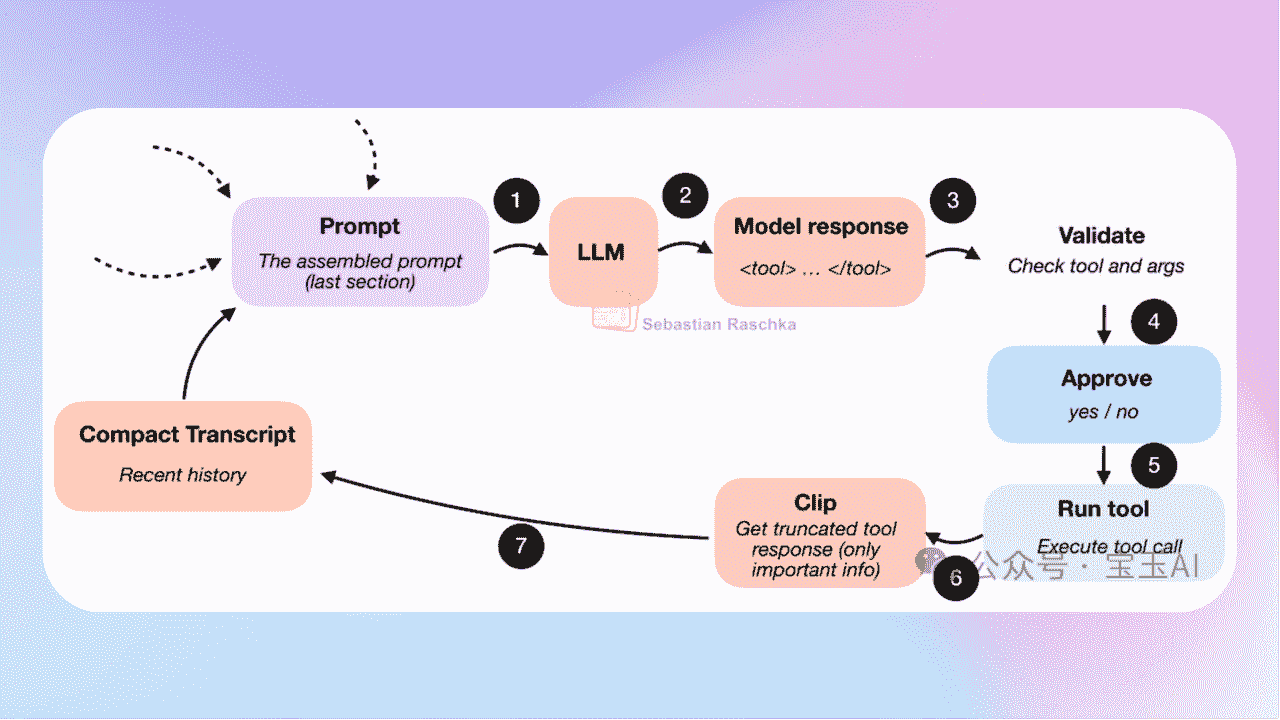 1
2
3
Prompt
The assembled prompt
(last section)
LLM
Model response
<tool> ... </tool>
Validate
Check tool and args
Sebastian Raschka
4
Approve
yes / no
5
Compact Transcript
Recent history
Clip
Get truncated tool
response (only
important info)
Run tool
Execute tool call
7
6
公众号 · 宝玉AI